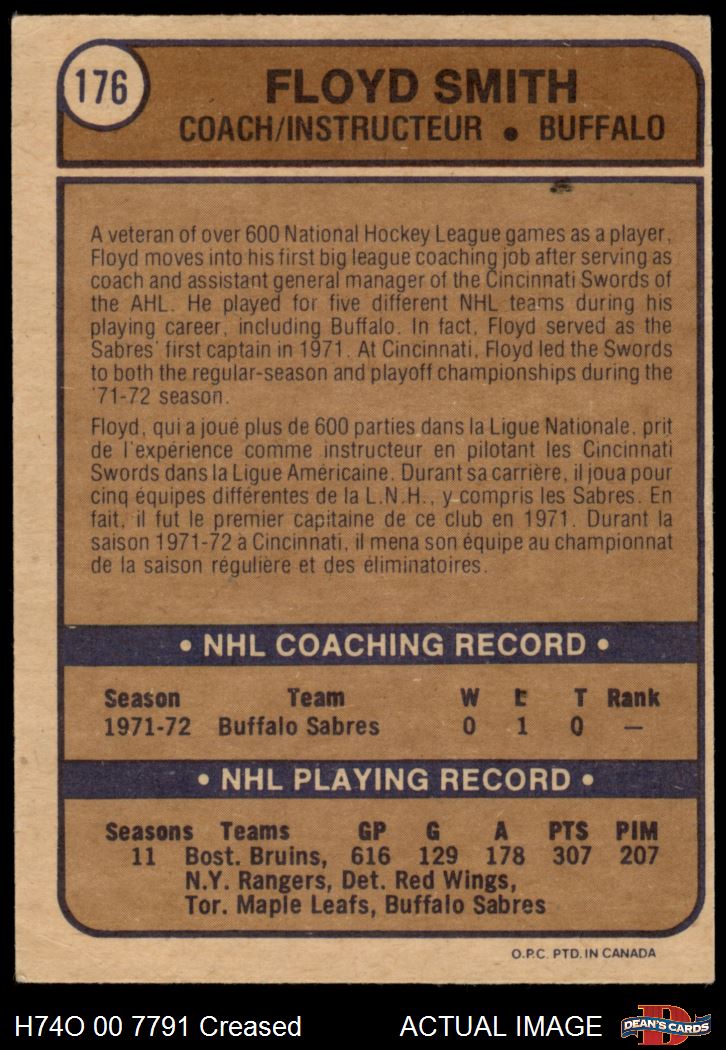 176
FLOYD SMITH
COACH/INSTRUCTEUR • BUFFALO
A veteran of over 600 National Hockey League games as a player,
Floyd moves into his first big league coaching job after serving as
coach and assistant general manager of the Cincinnati Swords of
the AHL. He played for five different NHL teams during his
playing career, including Buffalo. In fact, Floyd served as the
Sabres' first captain in 1971. At Cincinnati, Floyd led the Swords
to both the regular-season and playoff championships during the
'71-72 season.
Floyd, qui a joué plus de 600 parties dans la Ligue Nationale, prit
de l'expérience comme instructeur en pilotant les Cincinnati
Swords dans la Ligue Américaine. Durant sa carrière, il joua pour
cinq équipes différentes de la L.N.H., y compris les Sabres. En
fait, il fut le premier capitaine de ce club en 1971. Durant la
saison 1971-72 à Cincinnati, il mena son équipe au championnat
de la saison régulière et des éliminatoires.
• NHL COACHING RECORD •
Season Team W L T Rank
1971-72 Buffalo Sabres 0 1 0 —
• NHL PLAYING RECORD •
Seasons Teams GP G A PTS PIM
11 Bost. Bruins, 616 129 178 307 207
N.Y. Rangers, Det. Red Wings,
Tor. Maple Leafs, Buffalo Sabres
O.P.C. PTD. IN CANADA
H74O 00 7791 Creased ACTUAL IMAGE
D
DEAN'S CARDS